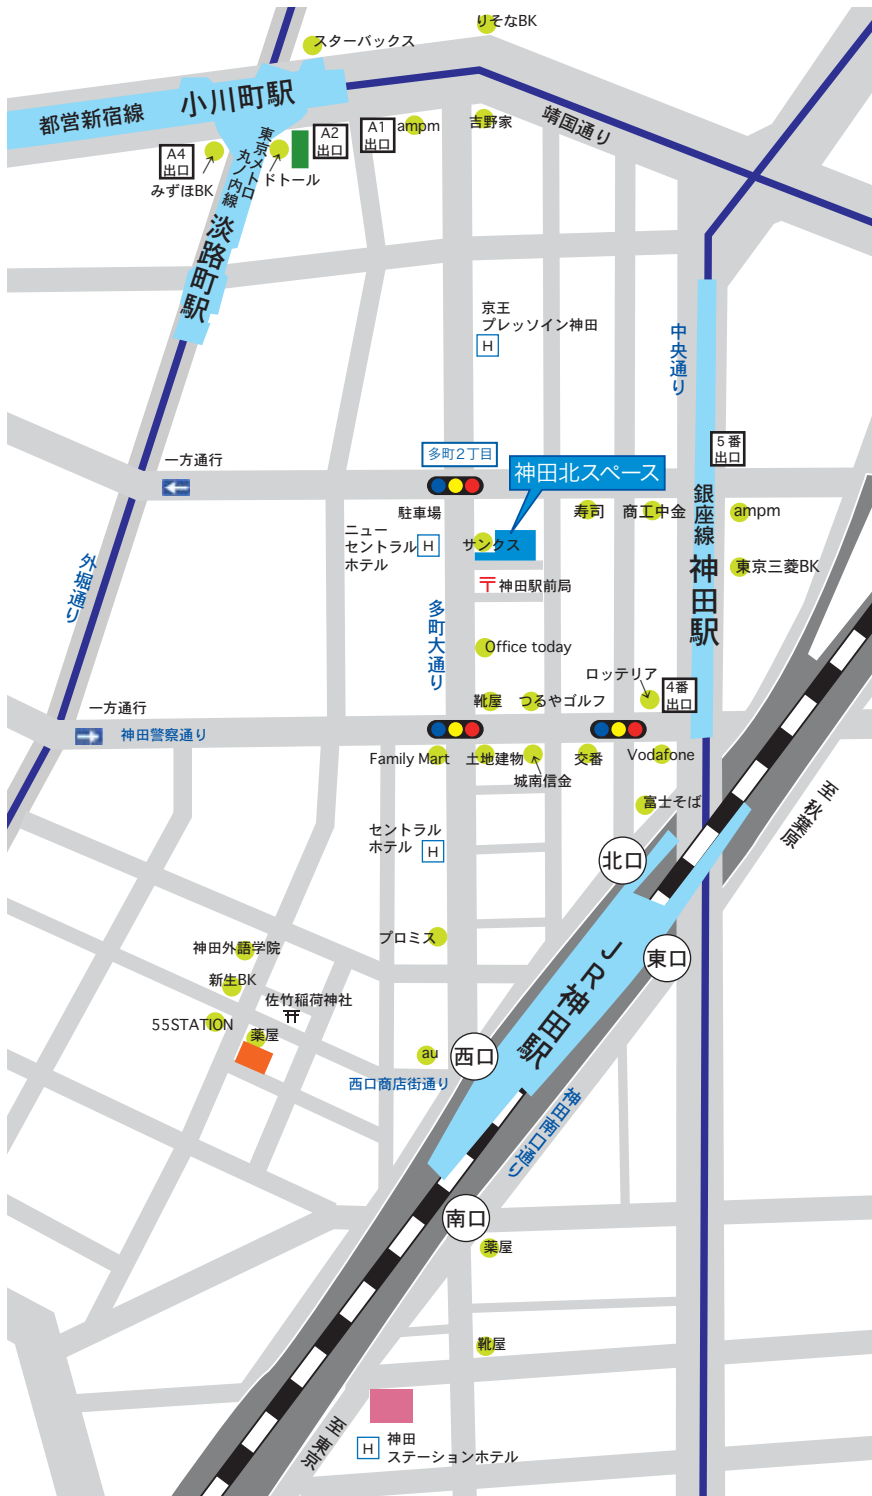 りそなBK
スターバックス
小川町駅
都営新宿線
靖国通り
A1
出口
ampm
吉野家
A2
出口
A4
出口
みずほBK
ドトール
東京メトロ
丸ノ内線
淡路町駅
京王
プレッソイン神田
H
中央通り
5番
出口
多町2丁目
一方通行
神田北スペース
銀座線
神田駅
駐車場
ニュー
セントラル
ホテル
H
サンクス
寿司
商工中金
ampm
東京三菱BK
〒神田駅前局
外堀通り
多町大通り
Office today
ロッテリア
4番
出口
靴屋
つるやゴルフ
一方通行
神田警察通り
Family Mart
土地建物
城南信金
交番
Vodafone
富士そば
至秋葉原
セントラル
ホテル
H
北口
プロミス
東口
JR神田駅
神田外語学院
新生BK
佐竹稲荷神社
55STATION
薬屋
au
西口
西口商店街通り
神田南口通り
南口
薬屋
靴屋
至東京
H
神田
ステーションホテル